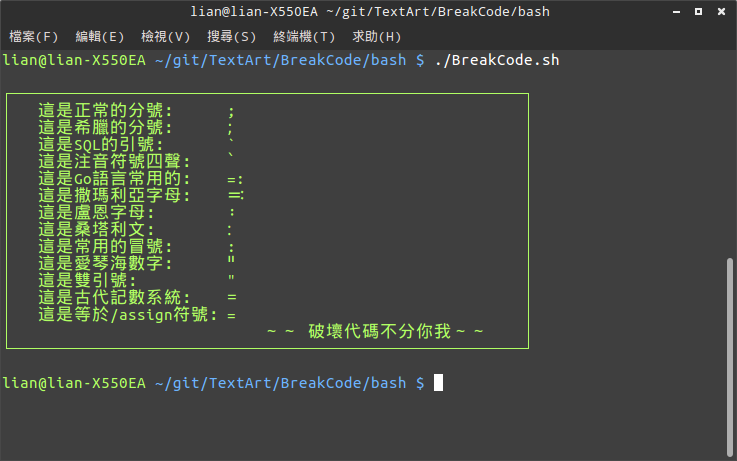 lian@lian-X550EA ~/git/TextArt/BreakCode/bash
檔案(F) 編輯(E) 檢視(V) 搜尋(S) 終端機(T) 求助(H)
lian@lian-X550EA ~/git/TextArt/BreakCode/bash $ ./BreakCode.sh
這是正常的分號: ;
這是希臘的分號: ;
這是SQL的引號: `
這是注音符號四聲: ˋ
這是Go語言常用的: =:
這是撒瑪利亞字母: ࠮
這是盧恩字母: ᛬
這是桑塔利文: ᱺ
這是常用的冒號: :
這是愛琴海數字: "
這是雙引號: "
這是古代記數系統: =
這是等於/assign符號: =
~ ~ 破壞代碼不分你我~ ~
lian@lian-X550EA ~/git/TextArt/BreakCode/bash $